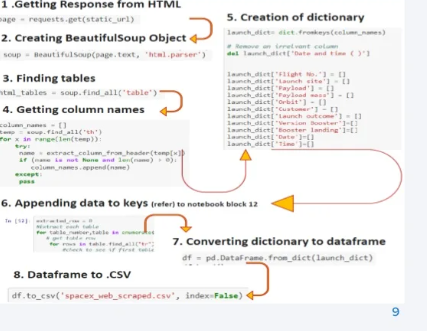 1 .Getting Response from HTML
page = requests.get(static_url)
2. Creating BeautifulSoup Object
soup = BeautifulSoup(page.text, 'html.parser')
3. Finding tables
html_tables = soup.find_all('table')
4. Getting column names
column_names = []
temp = soup.find_all('th')
for x in range(len(temp)):
try:
name = extract_column_from_header(temp[x])
if (name is not None and len(name) > 0):
column_names.append(name)
except:
pass
5. Creation of dictionary
launch_dict= dict.fromkeys(column_names)
# Remove an irrelvant column
del launch_dict['Date and time ( )']
launch_dict['Flight No.'] = []
launch_dict['Launch site'] = []
launch_dict['Payload'] = []
launch_dict['Payload mass'] = []
launch_dict['Orbit'] = []
launch_dict['Customer'] = []
launch_dict['Launch outcome'] = []
launch_dict['Version Booster']=[]
launch_dict['Booster landing']=[]
launch_dict['Date']=[]
launch_dict['Time']=[]
6. Appending data to keys (refer) to notebook block 12
In [12]: extracted_row = 0
#Extract each table
for table_number,table in enumerate
# get table row
for rows in table.find_all("tr"
#check to see if first table
7. Converting dictionary to dataframe
df = pd.DataFrame.from_dict(launch_dict)
8. Dataframe to .CSV
df.to_csv('spacex_web_scraped.csv', index=False)
9